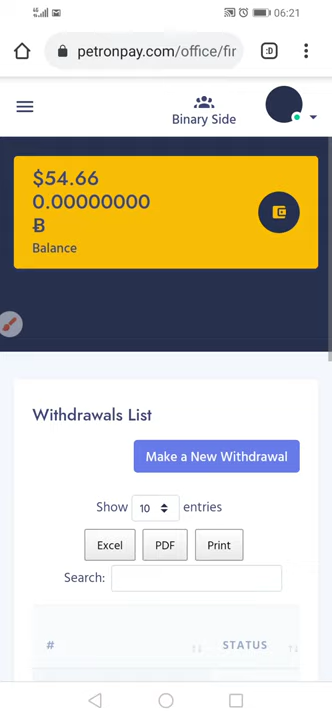 06:21
petronpay.com/office/fir
:D
Binary Side
$54.66
0.00000000
Ƀ
Balance
Withdrawals List
Make a New Withdrawal
Show 10 entries
Excel PDF Print
Search:
# STATUS